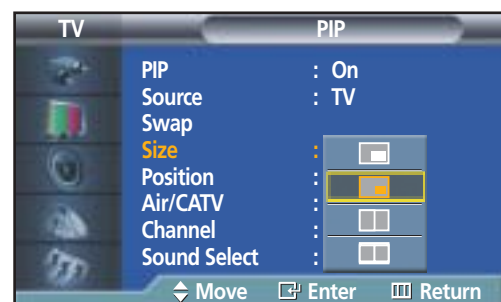 TV PIP
PIP : On
Source : TV
Swap
Size :
Position :
Air/CATV :
Channel :
Sound Select :
Move Enter Return